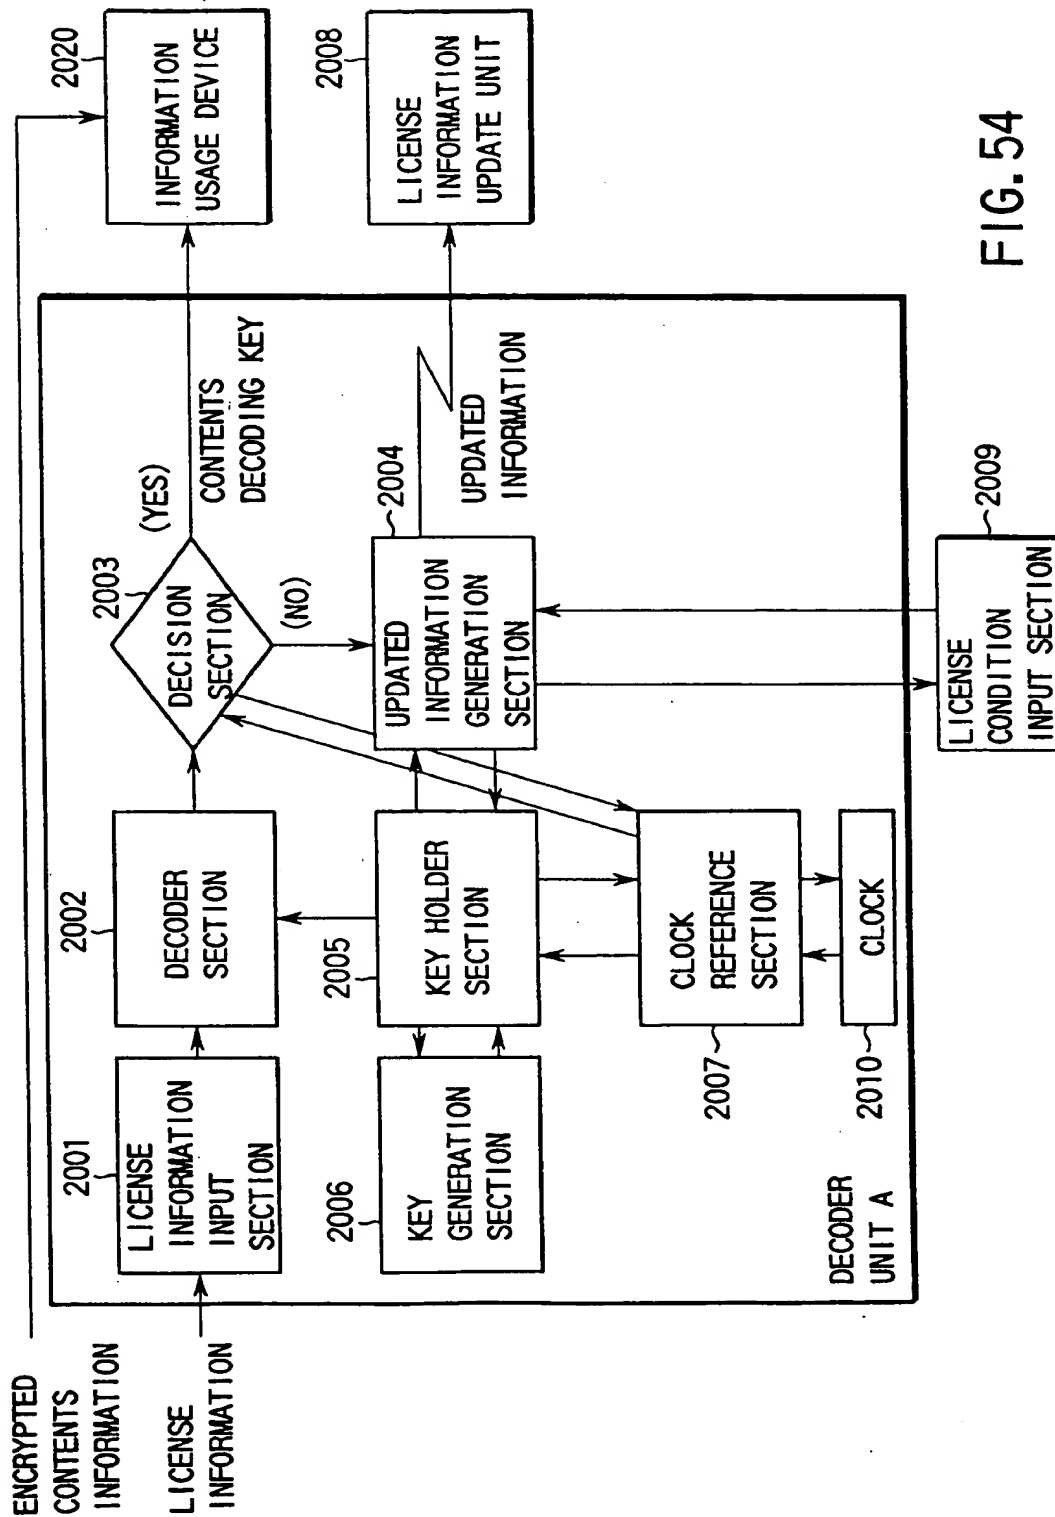 ENCRYPTED
CONTENTS
INFORMATION
LICENSE
INFORMATION
2001
LICENSE
INFORMATION
INPUT
SECTION
2002
DECODER
SECTION
2003
DECISION
SECTION
(YES)
(NO)
CONTENTS
DECODING KEY
2020
INFORMATION
USAGE DEVICE
2006
KEY
GENERATION
SECTION
2005
KEY HOLDER
SECTION
2004
UPDATED
INFORMATION
GENERATION
SECTION
UPDATED
INFORMATION
2008
LICENSE
INFORMATION
UPDATE UNIT
2007
CLOCK
REFERENCE
SECTION
2010
CLOCK
DECODER
UNIT A
2009
LICENSE
CONDITION
INPUT SECTION
FIG. 54